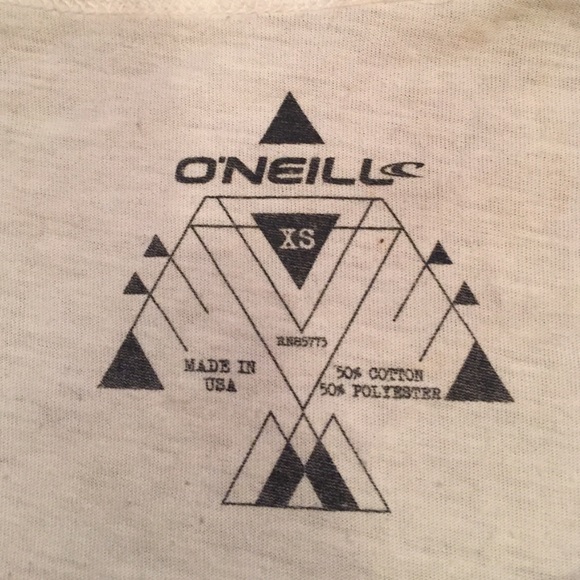 O'NEILL
XS
RN85773
MADE IN
USA
50% COTTON
50% POLYESTER